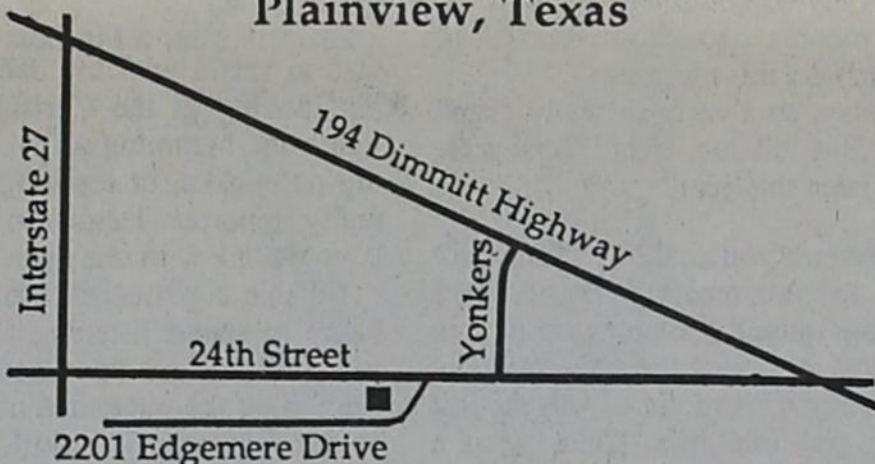 Plainview, Texas
194 Dimmitt Highway
Interstate 27
Yonkers
24th Street
2201 Edgemere Drive